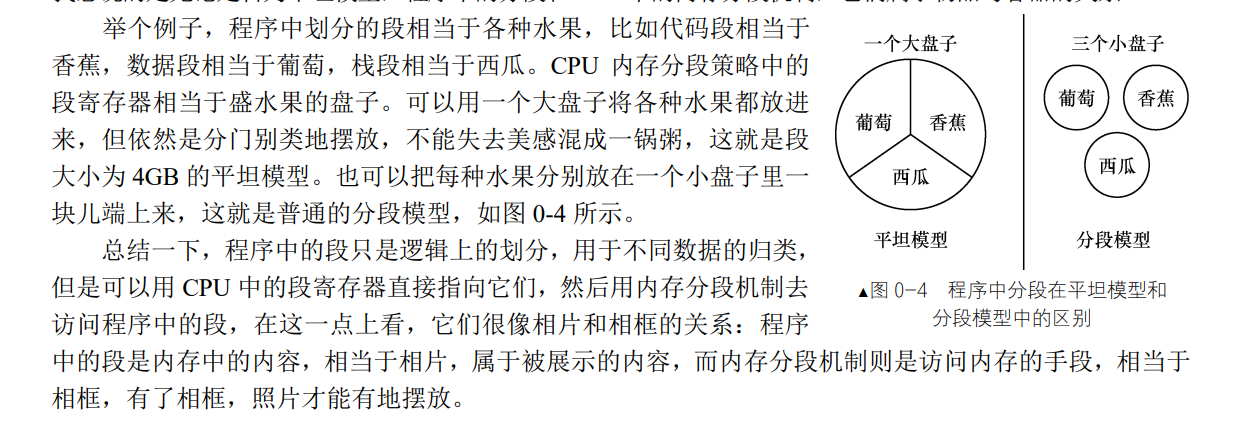 举个例子，程序中划分的段相当于各种水果，比如代码段相当于
香蕉，数据段相当于葡萄，栈段相当于西瓜。CPU 内存分段策略中的
段寄存器相当于盛水果的盘子。可以用一个大盘子将各种水果都放进
来，但依然是分门别类地摆放，不能失去美感混成一锅粥，这就是段
大小为 4GB 的平坦模型。也可以把每种水果分别放在一个小盘子里一
块儿端上来，这就是普通的分段模型，如图 0-4 所示。
总结一下，程序中的段只是逻辑上的划分，用于不同数据的归类，
但是可以用 CPU 中的段寄存器直接指向它们，然后用内存分段机制去
访问程序中的段，在这一点上看，它们很像相片和相框的关系：程序
中的段是内存中的内容，相当于相片，属于被展示的内容，而内存分段机制则是访问内存的手段，相当于
相框，有了相框，照片才能有地摆放。
一个大盘子
葡萄
香蕉
西瓜
平坦模型
三个小盘子
葡萄
香蕉
西瓜
分段模型
▲图 0-4 程序中分段在平坦模型和
分段模型中的区别